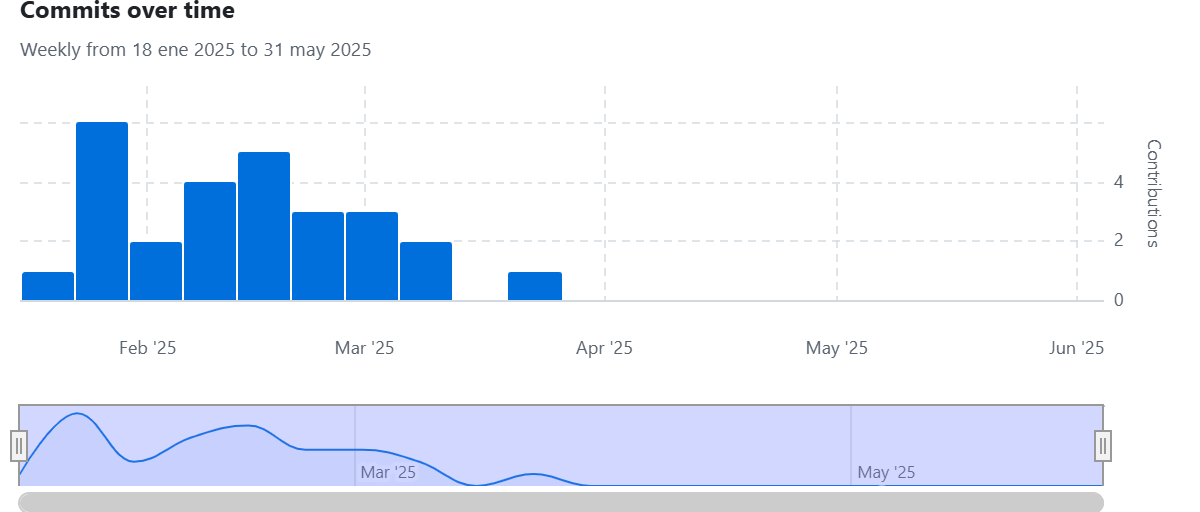 Commits over time
Weekly from 18 ene 2025 to 31 may 2025
4
2
0
Contributions
Feb '25 Mar '25 Apr '25 May '25 Jun '25
Mar '25 May '25